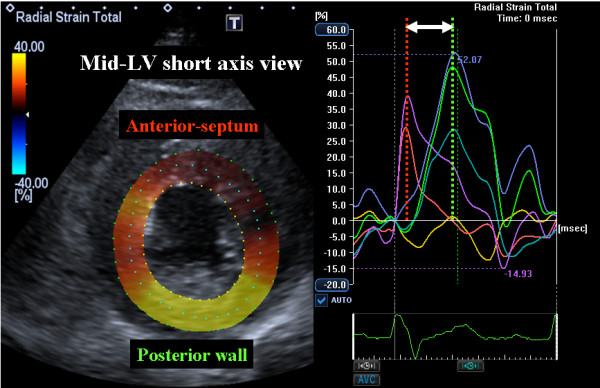 Radial Strain Total
T
40.00
-40.00
[%]
Mid-LV short axis view
Anterior-septum
Posterior wall
Radial Strain Total
Time: 0 msec
[%]
60.0
55.0
50.0
45.0
40.0
35.0
30.0
25.0
20.0
15.0
10.0
5.0
0.0
-5.0
-10.0
-15.0
-20.0
52.07
[msec]
-14.93
AUTO
AVC